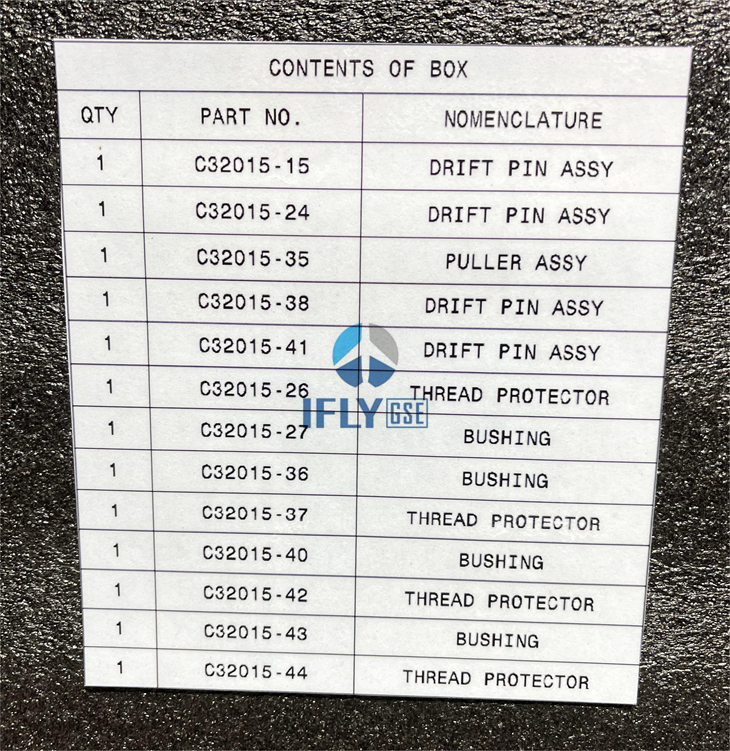 CONTENTS OF BOX
QTY PART NO. NOMENCLATURE
1 C32015-15 DRIFT PIN ASSY
1 C32015-24 DRIFT PIN ASSY
1 C32015-35 PULLER ASSY
1 C32015-38 DRIFT PIN ASSY
1 C32015-41 DRIFT PIN ASSY
1 C32015-26 THREAD PROTECTOR
IFLY GSE
1 C32015-27 BUSHING
1 C32015-36 BUSHING
1 C32015-37 THREAD PROTECTOR
1 C32015-40 BUSHING
1 C32015-42 THREAD PROTECTOR
1 C32015-43 BUSHING
1 C32015-44 THREAD PROTECTOR